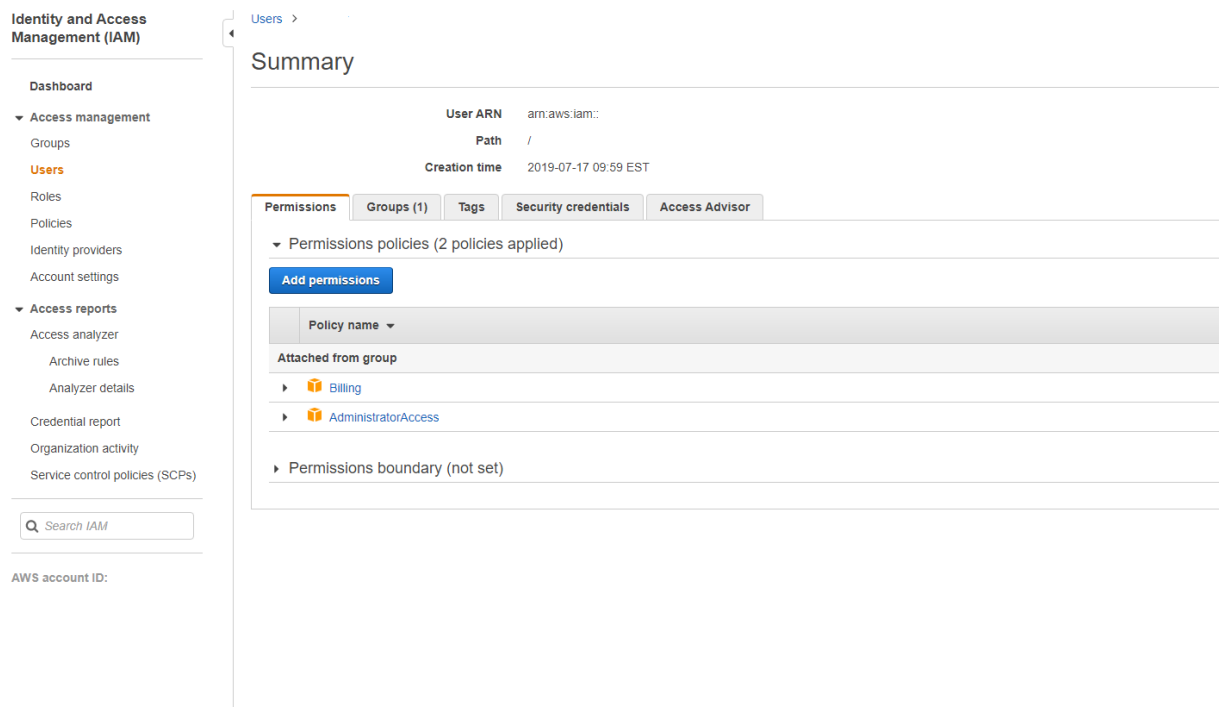 Identity and Access
Management (IAM)
Dashboard
Access management
Groups
Users
Roles
Policies
Identity providers
Account settings
Access reports
Access analyzer
Archive rules
Analyzer details
Credential report
Organization activity
Service control policies (SCPs)
Search IAM
AWS account ID:
Users >
Summary
User ARN arn:aws:iam::
Path /
Creation time 2019-07-17 09:59 EST
Permissions Groups (1) Tags Security credentials Access Advisor
Permissions policies (2 policies applied)
Add permissions
Policy name
Attached from group
Billing
AdministratorAccess
Permissions boundary (not set)